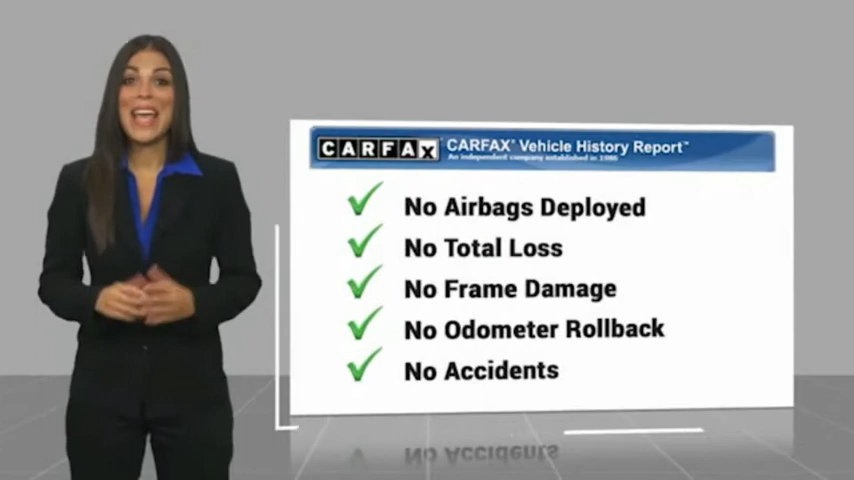 CARFAX CARFAX® Vehicle History Report™
An independent company established in 1986
No Airbags Deployed
No Total Loss
No Frame Damage
No Odometer Rollback
No Accidents
No Accidents